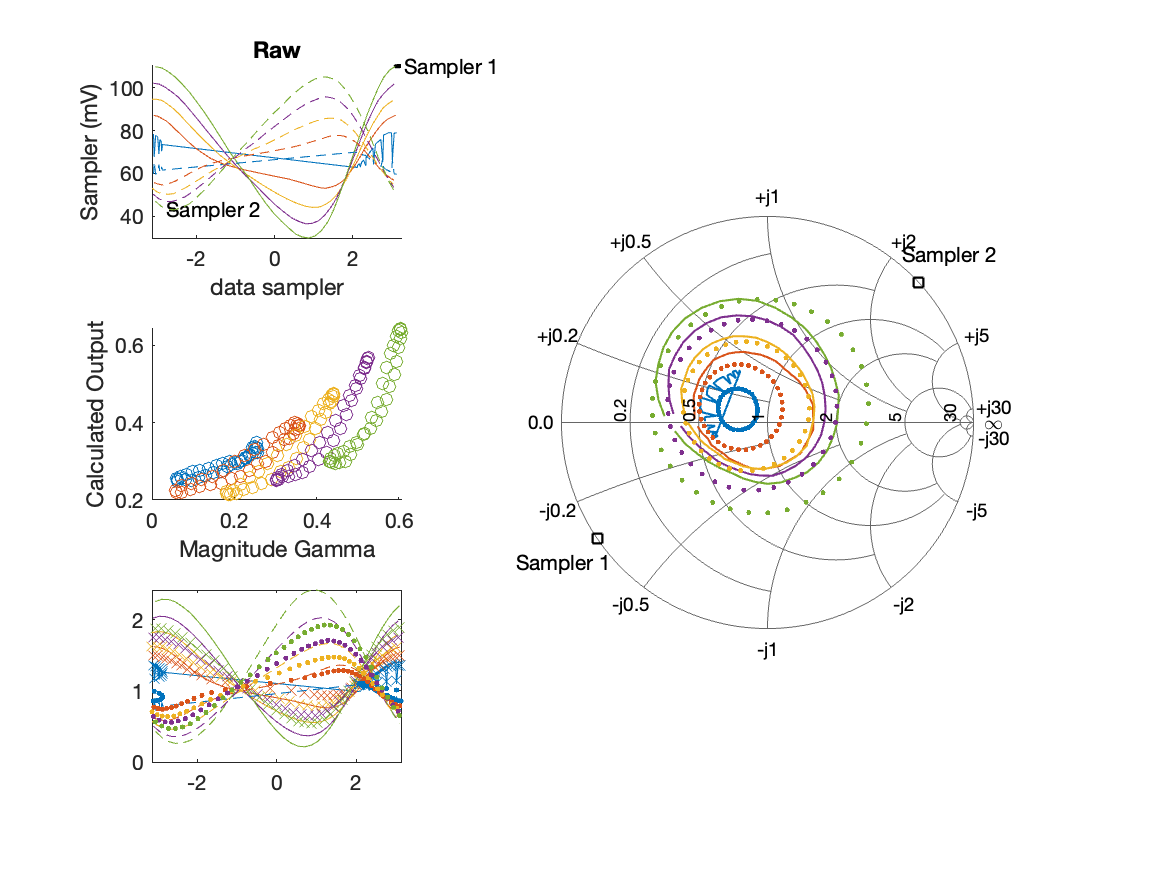 Raw
Sampler 1
Sampler (mV)
100
80
60
40
Sampler 2
-2
0
2
data sampler
Calculated Output
0.6
0.4
0.2
0
0.2
0.4
0.6
Magnitude Gamma
2
1
0
-2
0
2
+j1
+j0.5
+j2
Sampler 2
+j0.2
+j5
0.0
0.2
0.5
1
2
5
30
+j30
∞
-j30
-j0.2
-j5
Sampler 1
-j0.5
-j2
-j1